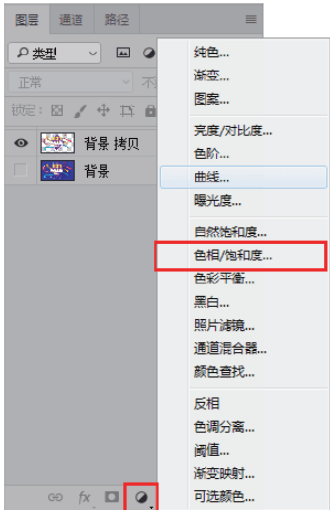 图层 通道 路径
类型
正常
锁定：
背景 拷贝
背景
fx
纯色...
渐变...
图案...
亮度/对比度...
色阶...
曲线...
曝光度...
自然饱和度...
色相/饱和度...
色彩平衡...
黑白...
照片滤镜...
通道混合器...
颜色查找...
反相
色调分离...
阈值...
渐变映射...
可选颜色...